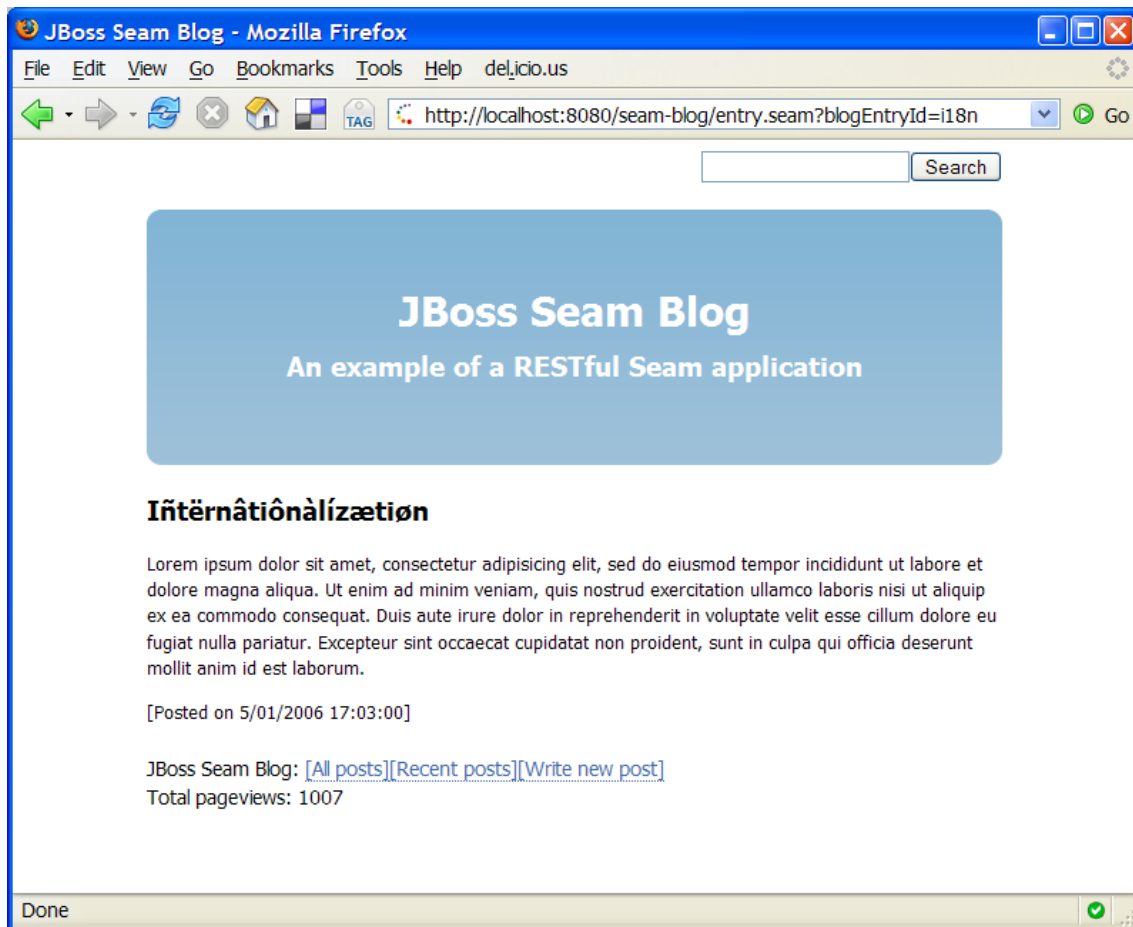 JBoss Seam Blog - Mozilla Firefox
File Edit View Go Bookmarks Tools Help del.icio.us
TAG http://localhost:8080/seam-blog/entry.seam?blogEntryId=i18n Go
Search
JBoss Seam Blog
An example of a RESTful Seam application
Iñtërnâtiônàlízætiøn
Lorem ipsum dolor sit amet, consectetur adipisicing elit, sed do eiusmod tempor incididunt ut labore et
dolore magna aliqua. Ut enim ad minim veniam, quis nostrud exercitation ullamco laboris nisi ut aliquip
ex ea commodo consequat. Duis aute irure dolor in reprehenderit in voluptate velit esse cillum dolore eu
fugiat nulla pariatur. Excepteur sint occaecat cupidatat non proident, sunt in culpa qui officia deserunt
mollit anim id est laborum.
[Posted on 5/01/2006 17:03:00]
JBoss Seam Blog: [All posts][Recent posts][Write new post]
Total pageviews: 1007
Done